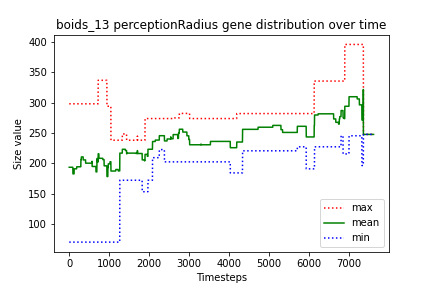 boids_13 perceptionRadius gene distribution over time
400
350
300
250
200
150
100
Size value
0
1000
2000
3000
4000
5000
6000
7000
Timesteps
max
mean
min